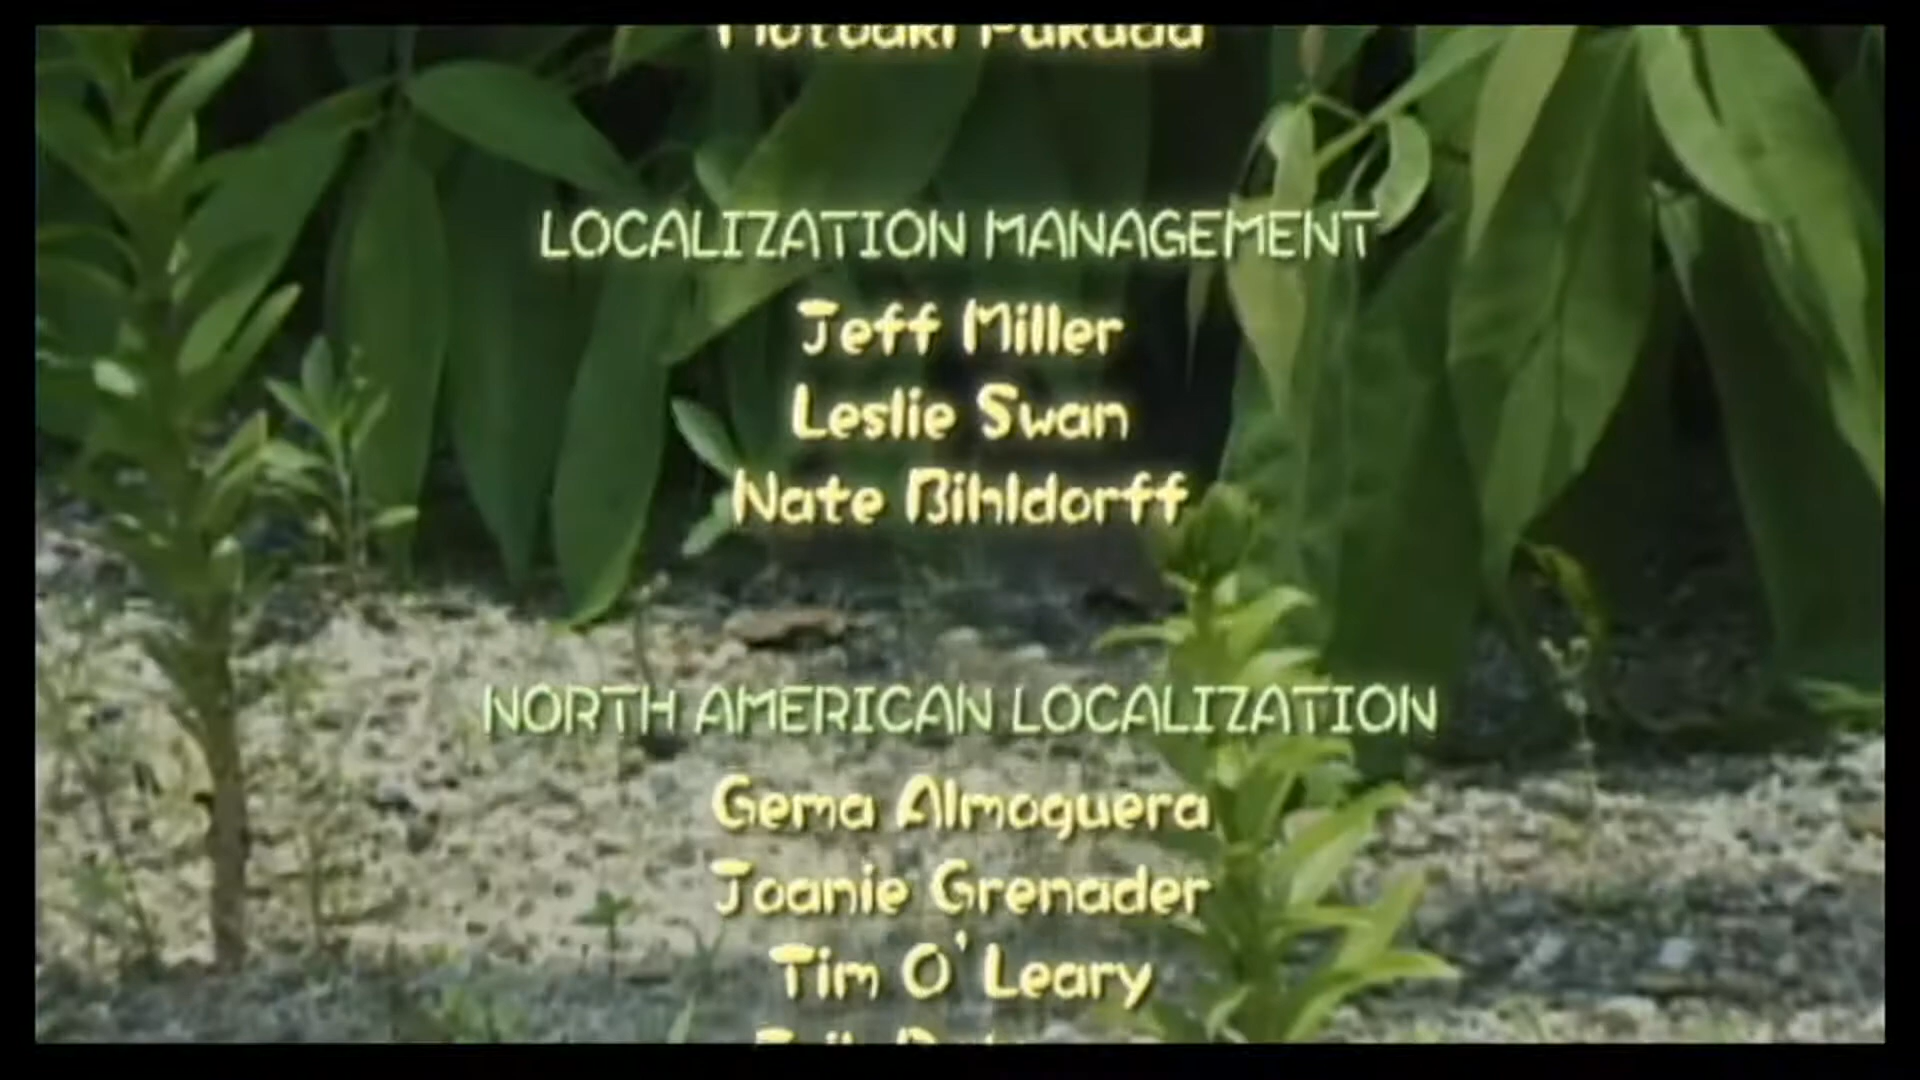 LOCALIZATION MANAGEMENT
Jeff Miller
Leslie Swan
Nate Bihldorff
NORTH AMERICAN LOCALIZATION
Gema Almoguera
Joanie Grenader
Tim O'Leary